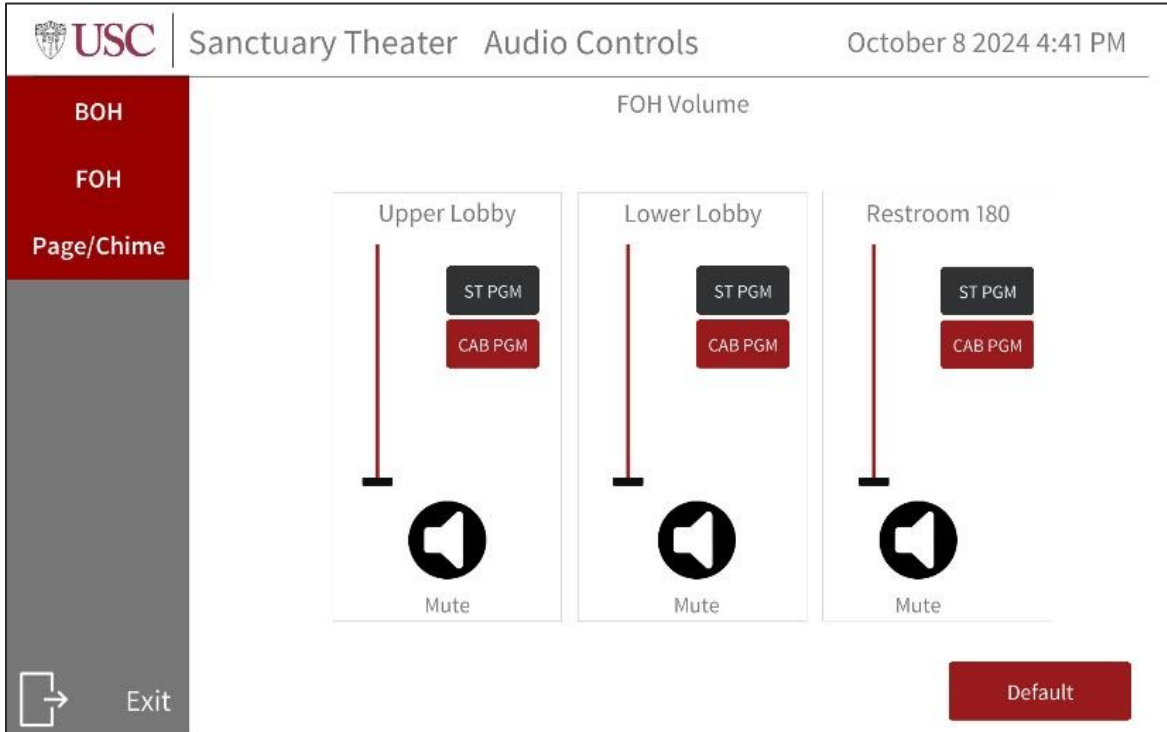 USC Sanctuary Theater Audio Controls October 8 2024 4:41 PM
BOH
FOH
Page/Chime
Exit
FOH Volume
Upper Lobby
ST PGM
CAB PGM
Mute
Lower Lobby
ST PGM
CAB PGM
Mute
Restroom 180
ST PGM
CAB PGM
Mute
Default